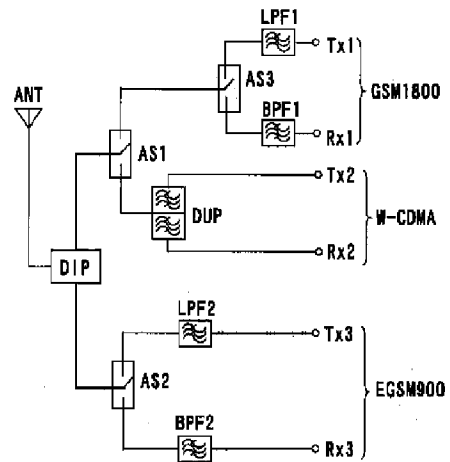 LPF1
Tx1
ANT
AS3
GSM1800
BPF1
Rx1
AS1
Tx2
DUP
W-CDMA
DIP
Rx2
LPF2
Tx3
AS2
EGSM900
BPF2
Rx3